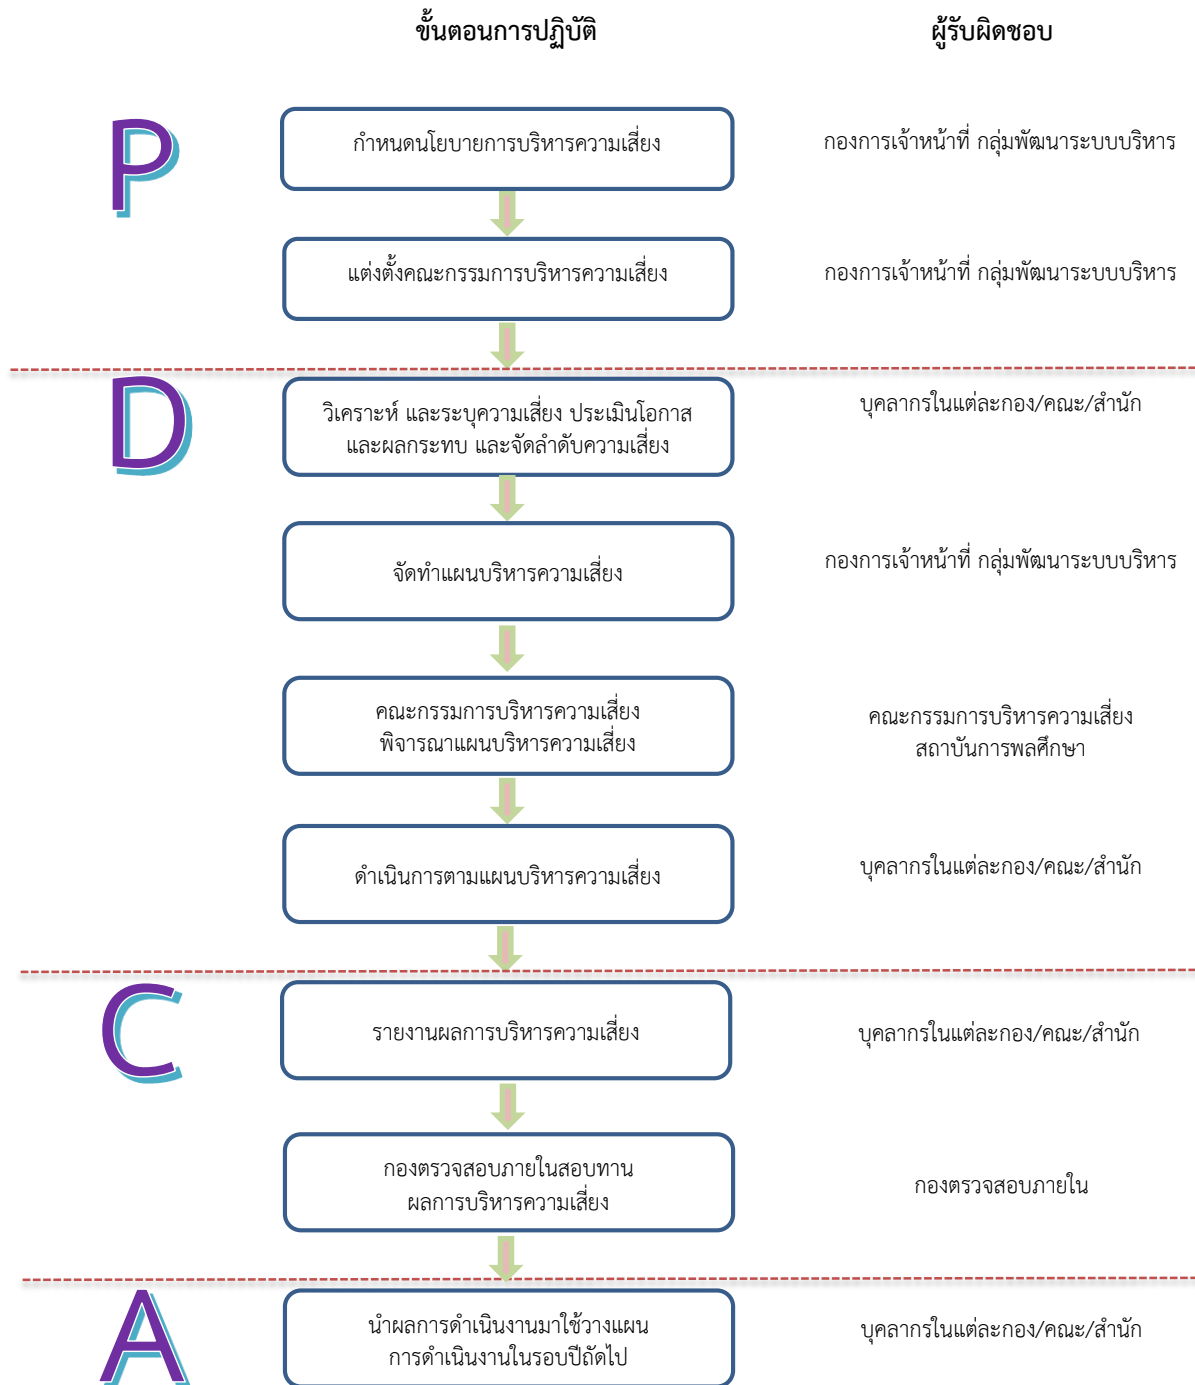 ขั้นตอนการปฏิบัติ
ผู้รับผิดชอบ
P
กำหนดนโยบายการบริหารความเสี่ยง
กองการเจ้าหน้าที่ กลุ่มพัฒนาระบบบริหาร
แต่งตั้งคณะกรรมการบริหารความเสี่ยง
กองการเจ้าหน้าที่ กลุ่มพัฒนาระบบบริหาร
D
วิเคราะห์ และระบุความเสี่ยง ประเมินโอกาส
และผลกระทบ และจัดลำดับความเสี่ยง
บุคลากรในแต่ละกอง/คณะ/สำนัก
จัดทำแผนบริหารความเสี่ยง
กองการเจ้าหน้าที่ กลุ่มพัฒนาระบบบริหาร
คณะกรรมการบริหารความเสี่ยง
พิจารณาแผนบริหารความเสี่ยง
คณะกรรมการบริหารความเสี่ยง
สถาบันการพลศึกษา
ดำเนินการตามแผนบริหารความเสี่ยง
บุคลากรในแต่ละกอง/คณะ/สำนัก
C
รายงานผลการบริหารความเสี่ยง
บุคลากรในแต่ละกอง/คณะ/สำนัก
กองตรวจสอบภายในสอบทาน
ผลการบริหารความเสี่ยง
กองตรวจสอบภายใน
A
นำผลการดำเนินงานมาใช้วางแผน
การดำเนินงานในรอบปีถัดไป
บุคลากรในแต่ละกอง/คณะ/สำนัก